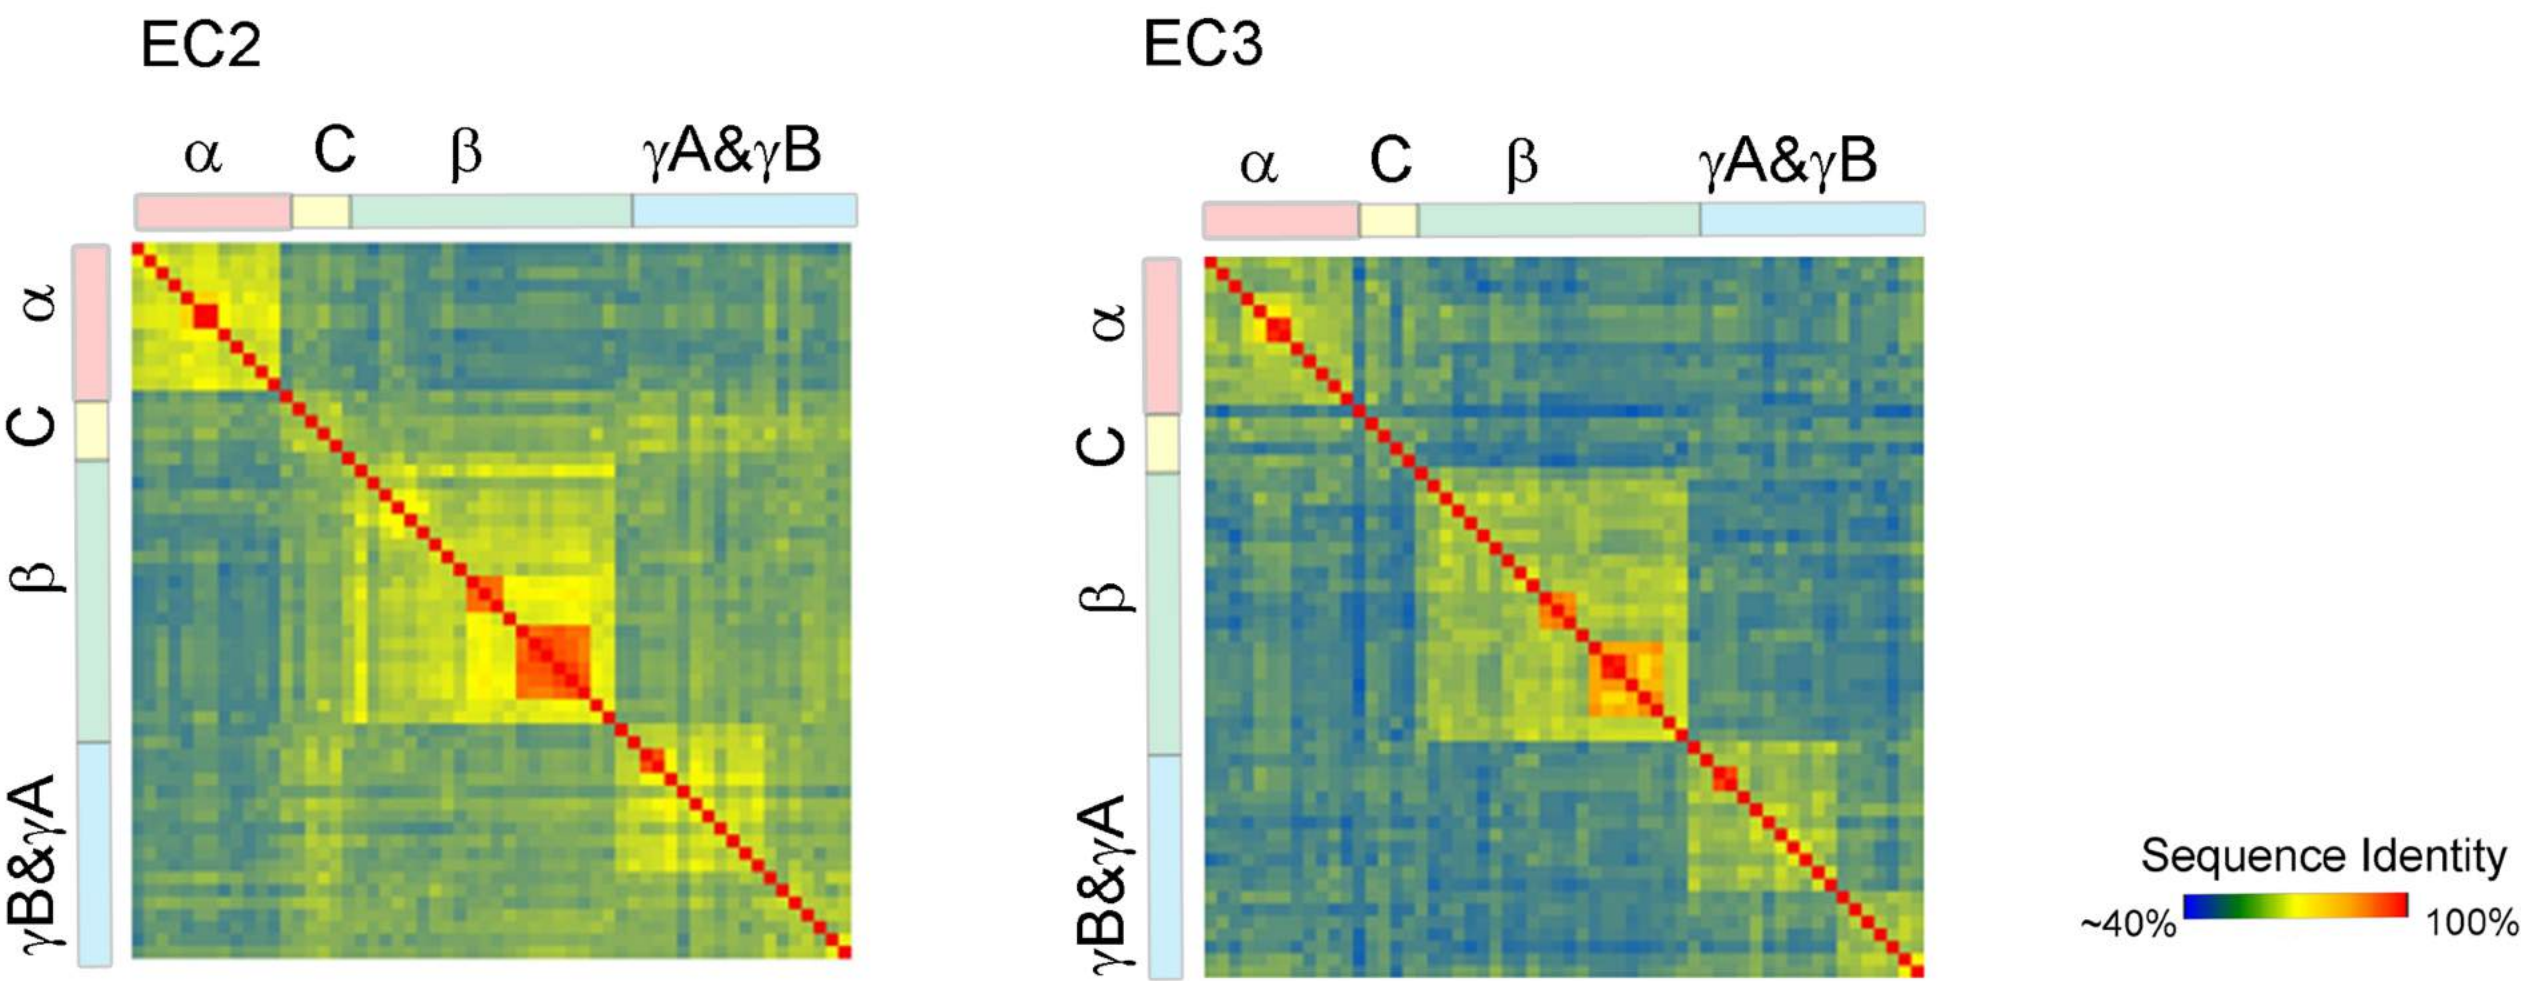 EC2
α C β γA&γB
α
C
β
γB&γA
EC3
α C β γA&γB
α
C
β
γB&γA
Sequence Identity
~40% 100%